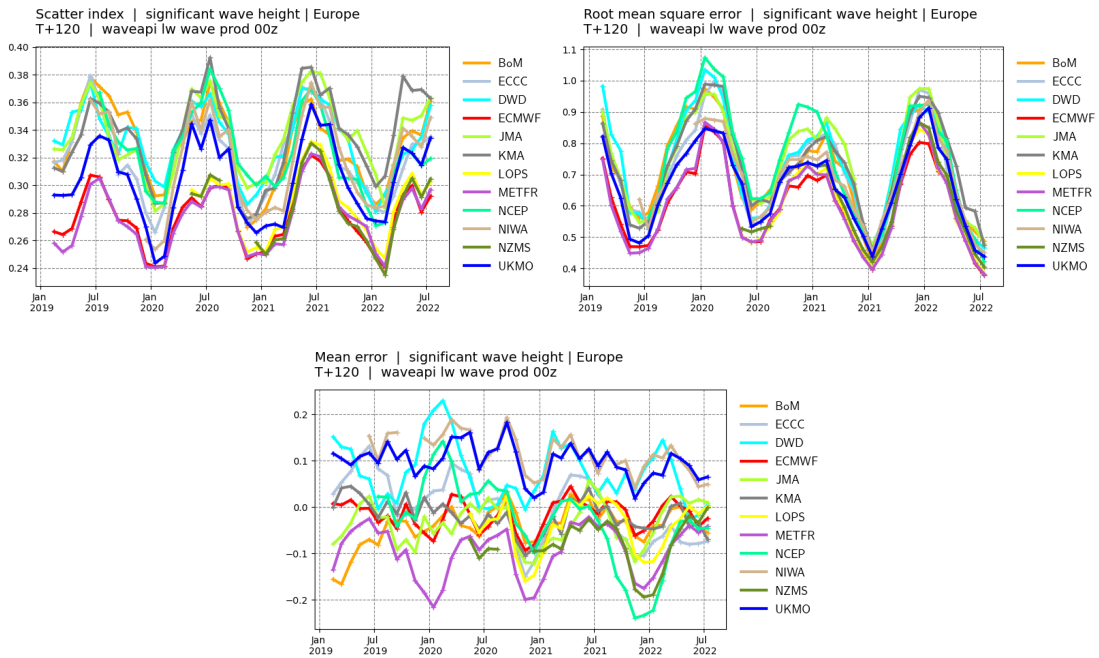 Scatter index | significant wave height | Europe
T+120 | waveapi lw wave prod 00z
0.40
0.38
0.36
0.34
0.32
0.30
0.28
0.26
0.24
Jan 2019
Jul
Jan 2020
Jul
Jan 2021
Jul
Jan 2022
Jul 2022
BoM
ECCC
DWD
ECMWF
JMA
KMA
LOPS
METFR
NCEP
NIWA
NZMS
UKMO
Root mean square error | significant wave height | Europe
T+120 | waveapi lw wave prod 00z
1.1
1.0
0.9
0.8
0.7
0.6
0.5
0.4
Jan 2019
Jul 2019
Jan 2020
Jul 2020
Jan 2021
Jul 2021
Jan 2022
Jul 2022
BoM
ECCC
DWD
ECMWF
JMA
KMA
LOPS
METFR
NCEP
NIWA
NZMS
UKMO
Mean error | significant wave height | Europe
T+120 | waveapi lw wave prod 00z
0.2
0.1
0.0
−0.1
−0.2
Jan 2019
Jul 2019
Jan 2020
Jul 2020
Jan 2021
Jul 2021
Jan 2022
Jul 2022
BoM
ECCC
DWD
ECMWF
JMA
KMA
LOPS
METFR
NCEP
NIWA
NZMS
UKMO